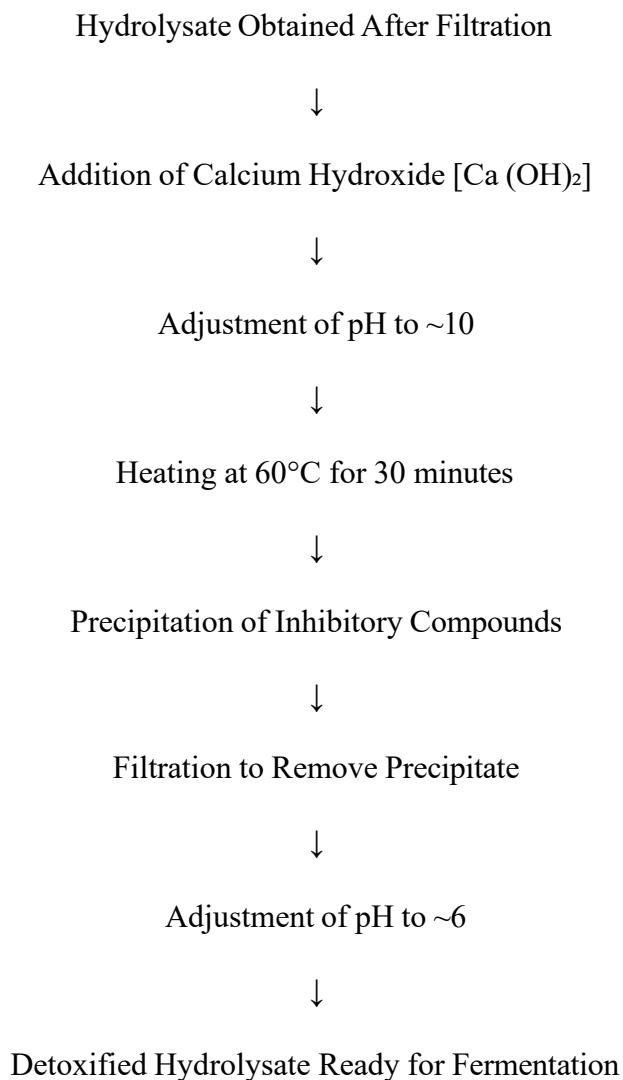 Hydrolysate Obtained After Filtration
↓
Addition of Calcium Hydroxide [Ca (OH)₂]
↓
Adjustment of pH to ~10
↓
Heating at 60°C for 30 minutes
↓
Precipitation of Inhibitory Compounds
↓
Filtration to Remove Precipitate
↓
Adjustment of pH to ~6
↓
Detoxified Hydrolysate Ready for Fermentation